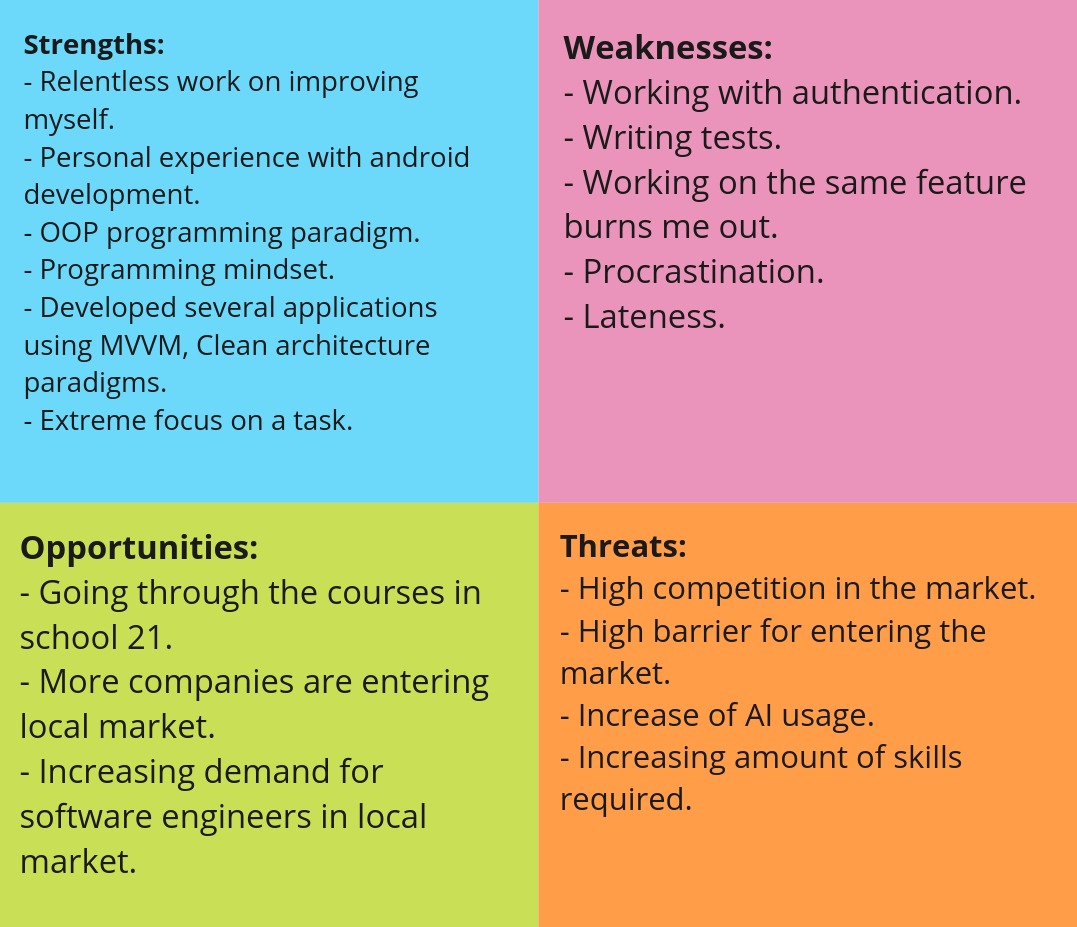 Strengths:
- Relentless work on improving
myself.
- Personal experience with android
development.
- OOP programming paradigm.
- Programming mindset.
- Developed several applications
using MVVM, Clean architecture
paradigms.
- Extreme focus on a task.
Weaknesses:
- Working with authentication.
- Writing tests.
- Working on the same feature
burns me out.
- Procrastination.
- Lateness.
Opportunities:
- Going through the courses in
school 21.
- More companies are entering
local market.
- Increasing demand for
software engineers in local
market.
Threats:
- High competition in the market.
- High barrier for entering the
market.
- Increase of AI usage.
- Increasing amount of skills
required.